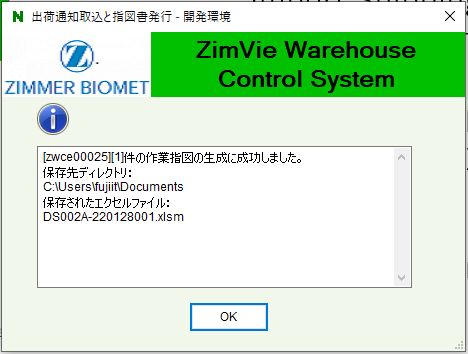 出荷通知取込と指図書発行 - 開発環境
ZIMMER BIOMET
ZimVie Warehouse
Control System
[zwce00025][1]件の作業指図の生成に成功しました。
保存先ディレクトリ:
C:\Users\fujiit\Documents
保存されたエクセルファイル:
DS002A-220128001.xlsm
OK